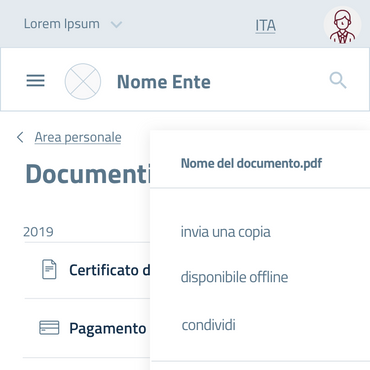 Lorem Ipsum
ITA
Nome Ente
Area personale
Nome del documento.pdf
Documenti
2019
invia una copia
Certificato d
disponibile offline
Pagamento
condividi